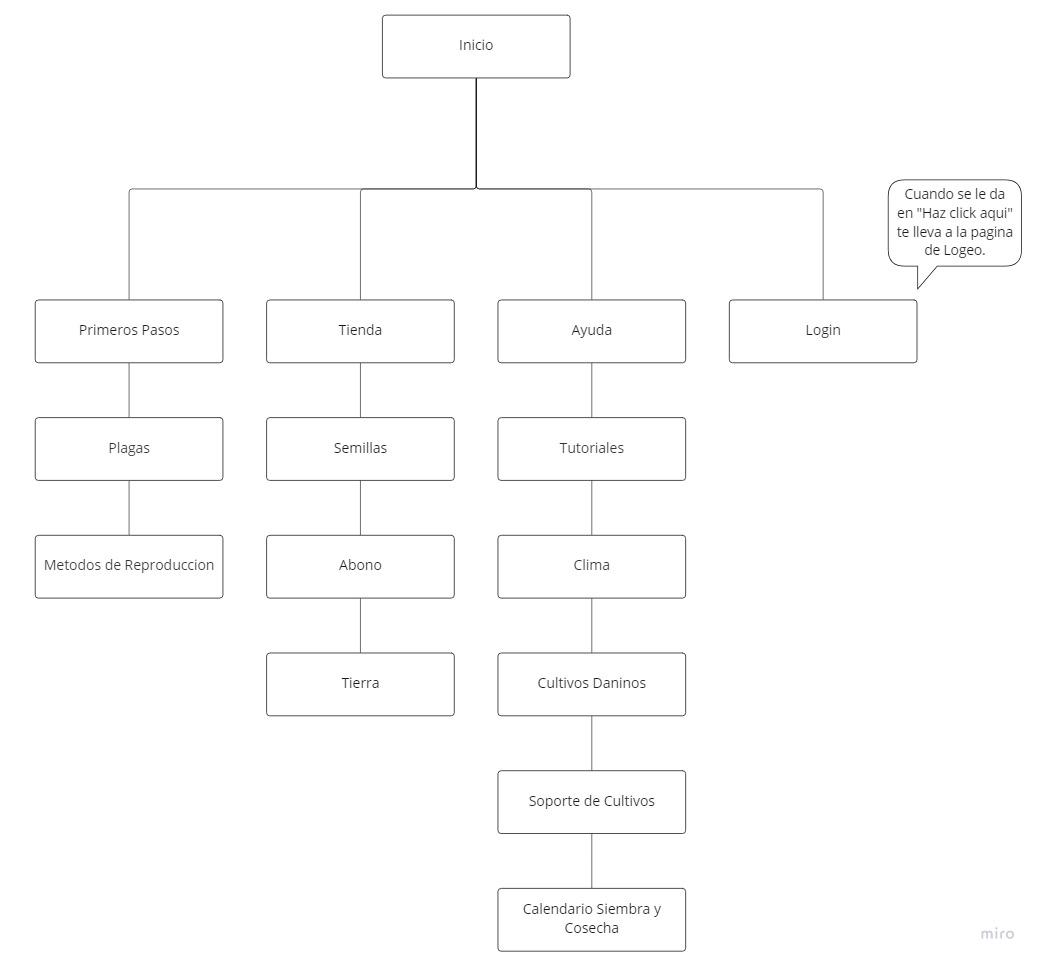 Inicio
Cuando se le da
en "Haz click aqui"
te lleva a la pagina
de Logeo.
Primeros Pasos
Tienda
Ayuda
Login
Plagas
Semillas
Tutoriales
Metodos de Reproduccion
Abono
Clima
Tierra
Cultivos Daninos
Soporte de Cultivos
Calendario Siembra y
Cosecha
miro